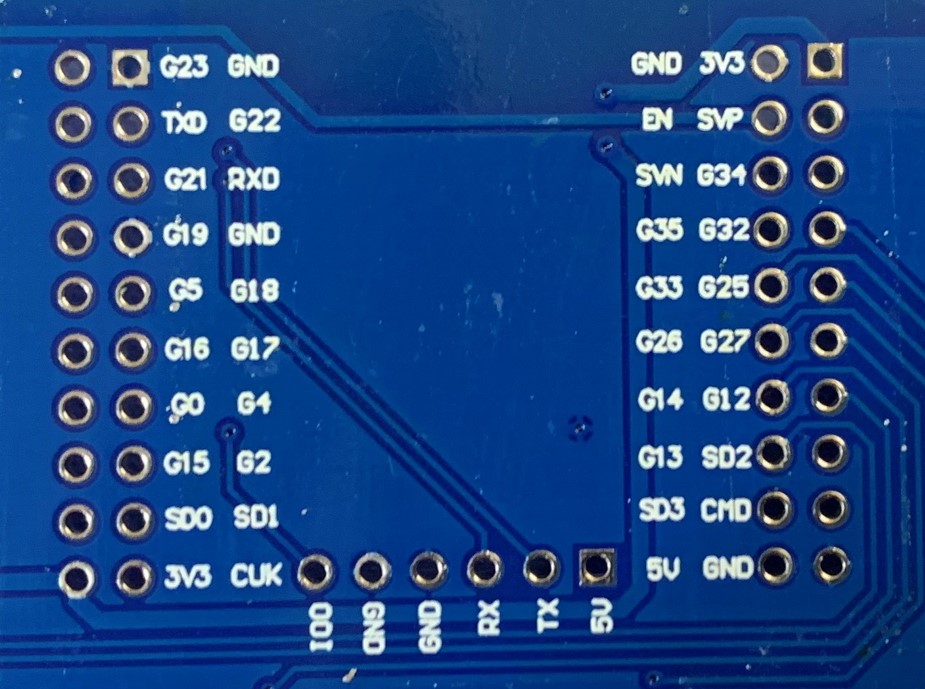 G23 GND
TXD G22
G21 RXD
G19 GND
G5 G18
G16 G17
G0 G4
G15 G2
SD0 SD1
3V3 CUK
GND 3V3
EN SVP
SVN G34
G35 G32
G33 G25
G26 G27
G14 G12
G13 SD2
SD3 CMD
5V GND
IO0
GND
GND
RX
TX
5V